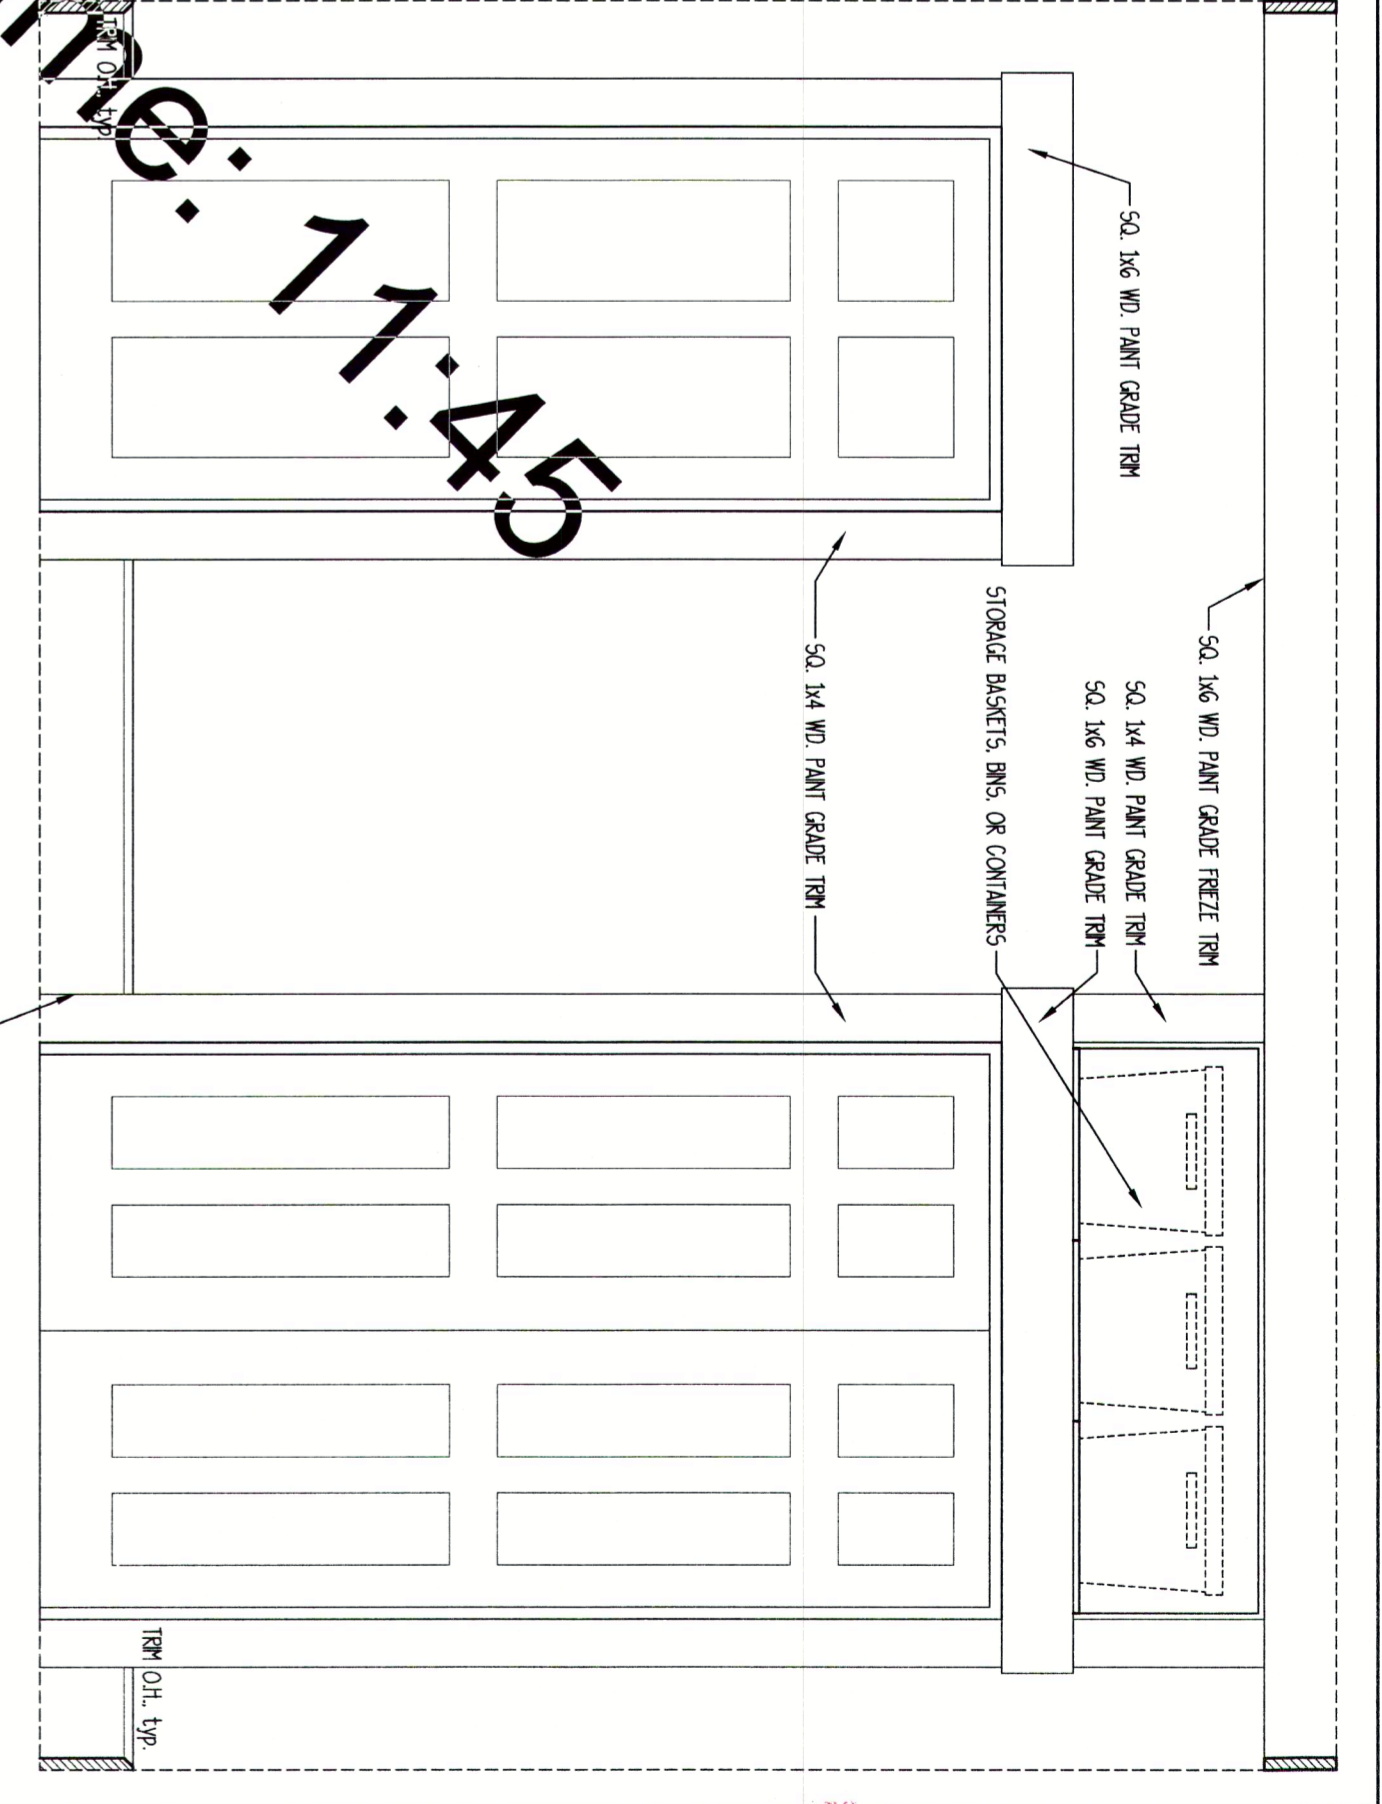 SQ. 1x6 WD. PAINT GRADE FRIEZE TRIM
SQ. 1x6 WD. PAINT GRADE TRIM
SQ. 1x4 WD. PAINT GRADE TRIM
SQ. 1x6 WD. PAINT GRADE TRIM
STORAGE BASKETS, BINS, OR CONTAINERS
SQ. 1x4 WD. PAINT GRADE TRIM
TRIM O.H., typ.
TRIM O.H., typ.
me: 11:45